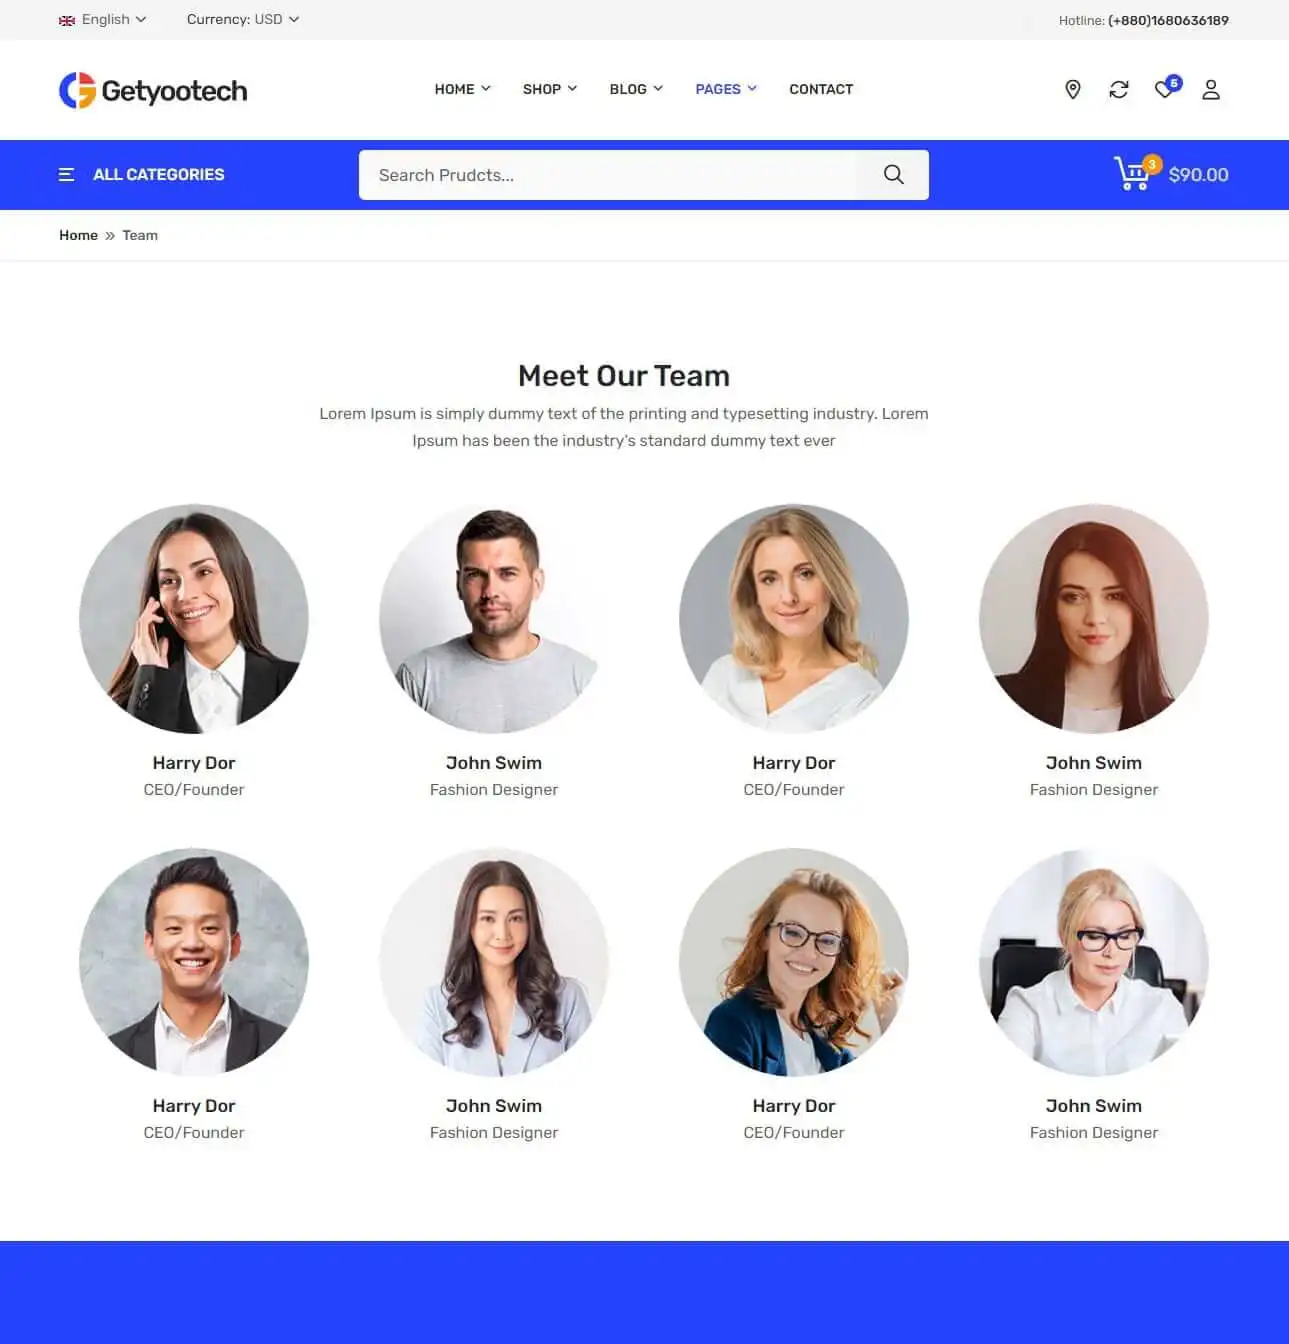 English
Currency: USD
Hotline: (+880)1680636189
Getyootech
HOME
SHOP
BLOG
PAGES
CONTACT
5
ALL CATEGORIES
Search Prudcts...
3
$90.00
Home » Team
Meet Our Team
Lorem Ipsum is simply dummy text of the printing and typesetting industry. Lorem
Ipsum has been the industry's standard dummy text ever
Harry Dor
CEO/Founder
John Swim
Fashion Designer
Harry Dor
CEO/Founder
John Swim
Fashion Designer
Harry Dor
CEO/Founder
John Swim
Fashion Designer
Harry Dor
CEO/Founder
John Swim
Fashion Designer